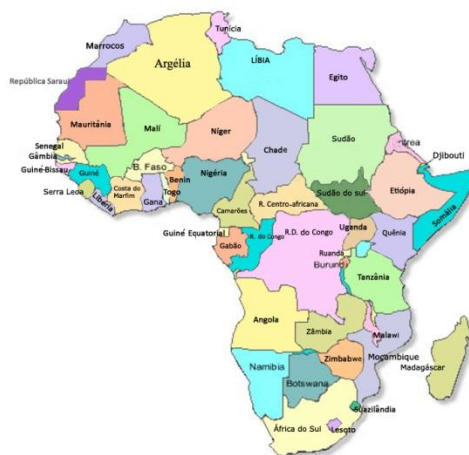 Tunícia
Marrocos
Argélia
LÍBIA
Egito
República Saraui
Mauritânia
Malí
Níger
Chade
Sudão
Senegal
Gâmbia
Guiné-Bissau
Guiné
B. Faso
Djibouti
Serra Leoa
Libéria
Costa do
Marfim
Gana
Togo
Benin
Nigéria
Camarões
R. Centro-africana
Sudão do sul
Etiópia
Somália
Guiné Equatorial
Gabão
R. do Congo
R.D. do Congo
Uganda
Quênia
Ruanda
Burundi
Tanzânia
Angola
Zâmbia
Malawi
Moçambique
Madagáscar
Zimbabwe
Namibia
Botswana
Suazilândia
África do Sul
Lesoto